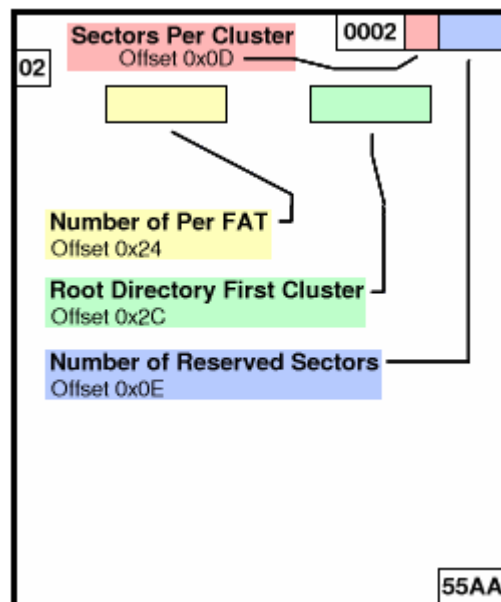 Sectors Per Cluster
Offset 0x0D
0002
02
Number of Per FAT
Offset 0x24
Root Directory First Cluster
Offset 0x2C
Number of Reserved Sectors
Offset 0x0E
55AA